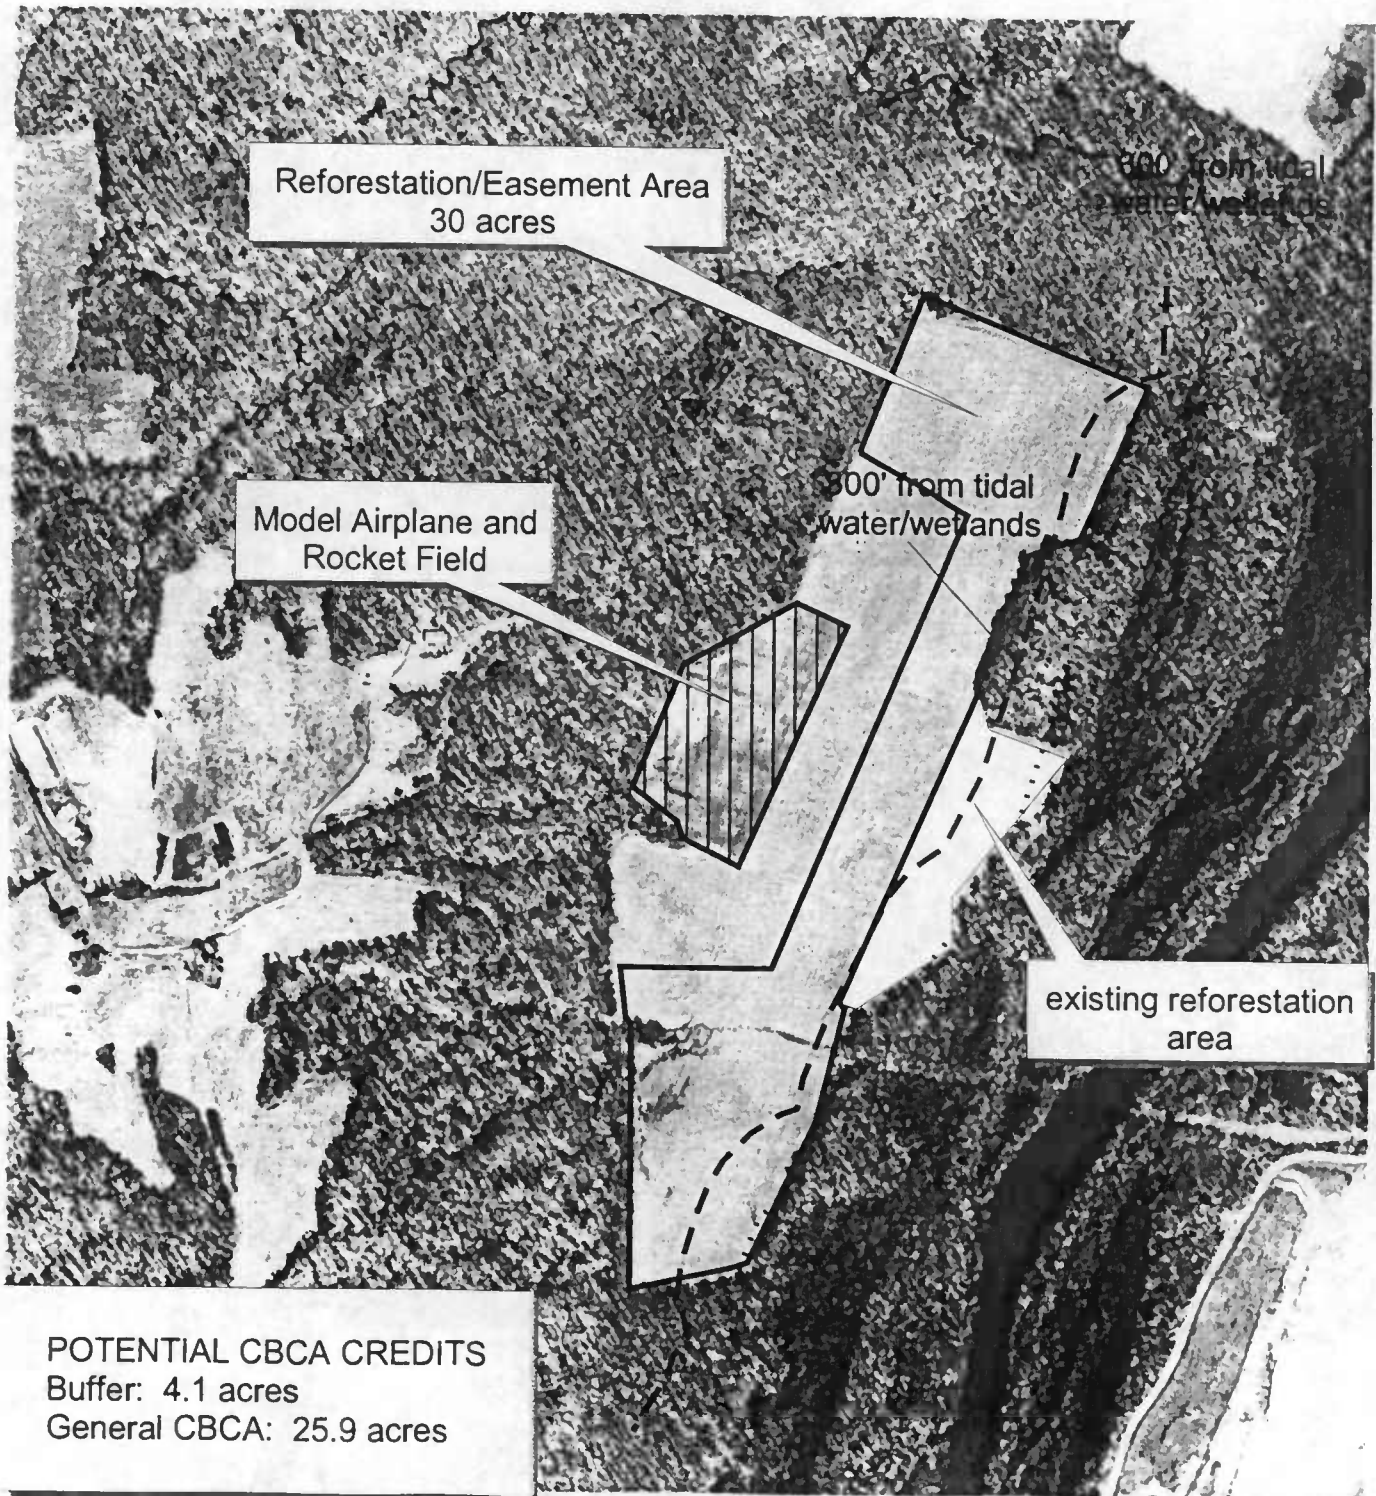 300' from tidal
water/wetlands
Reforestation/Easement Area
30 acres
300' from tidal
water/wetlands
Model Airplane and
Rocket Field
existing reforestation
area
POTENTIAL CBCA CREDITS
Buffer: 4.1 acres
General CBCA: 25.9 acres